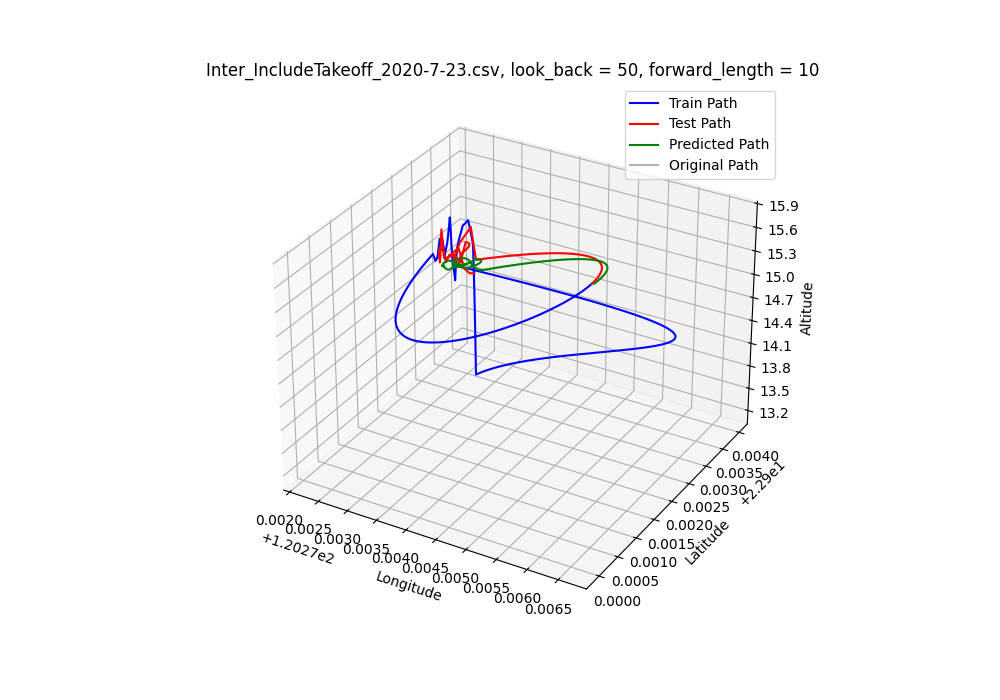 Inter_IncludeTakeoff_2020-7-23.csv, look_back = 50, forward_length = 10
Train Path
Test Path
Predicted Path
Original Path
15.9
15.6
15.3
15.0
14.7
14.4
14.1
13.8
13.5
13.2
Altitude
0.0040
0.0035
0.0030
0.0025
0.0020
0.0015
0.0010
0.0005
0.0000
+2.29e1
Latitude
0.0020
0.0025
0.0030
0.0035
0.0040
0.0045
0.0050
0.0055
0.0060
0.0065
+1.2027e2
Longitude